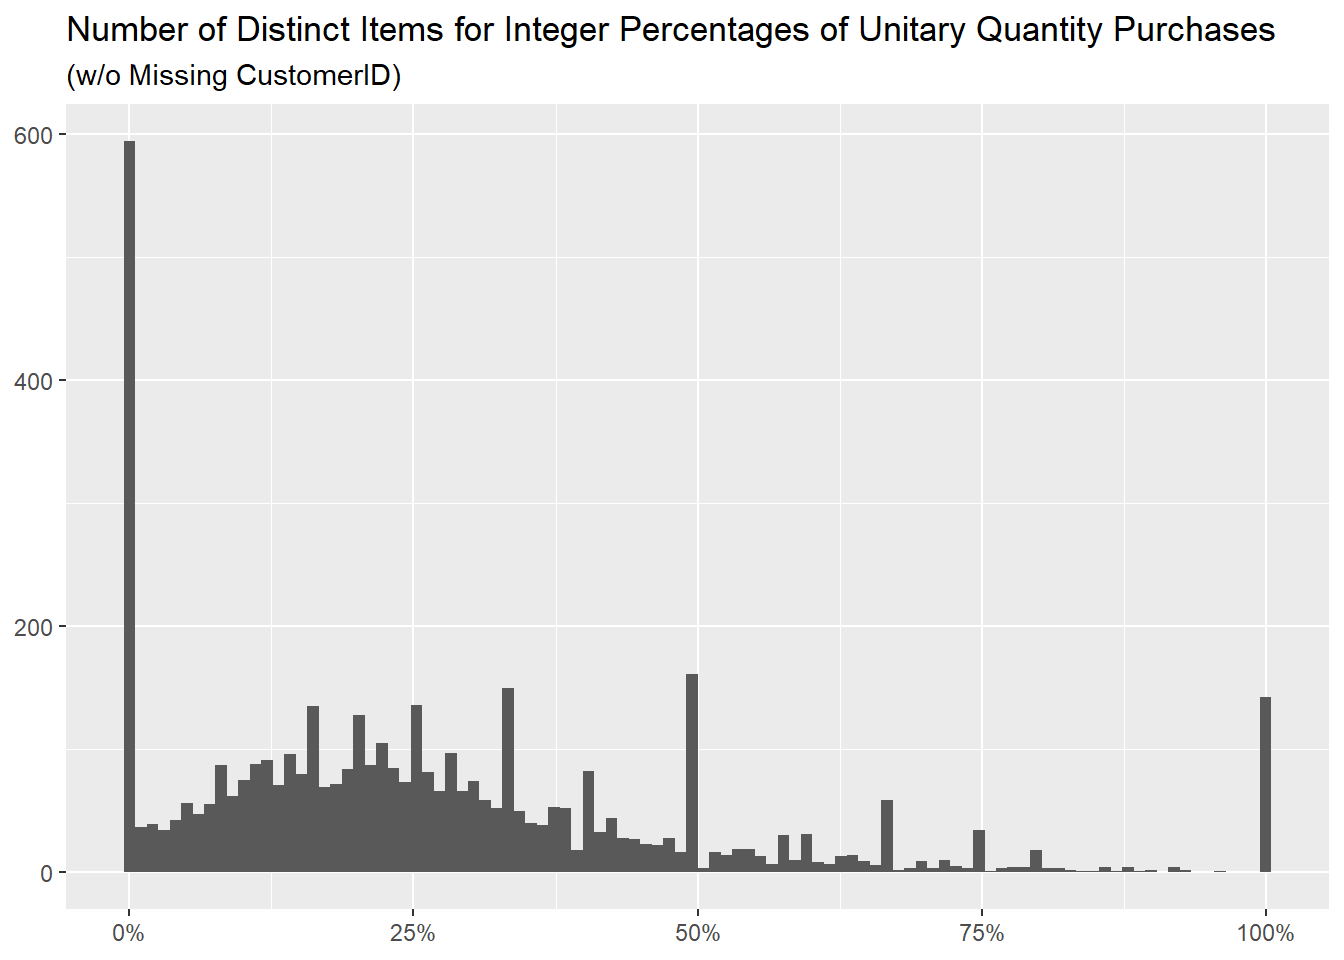 Number of Distinct Items for Integer Percentages of Unitary Quantity Purchases
(w/o Missing CustomerID)
600
400
200
0
0% 25% 50% 75% 100%